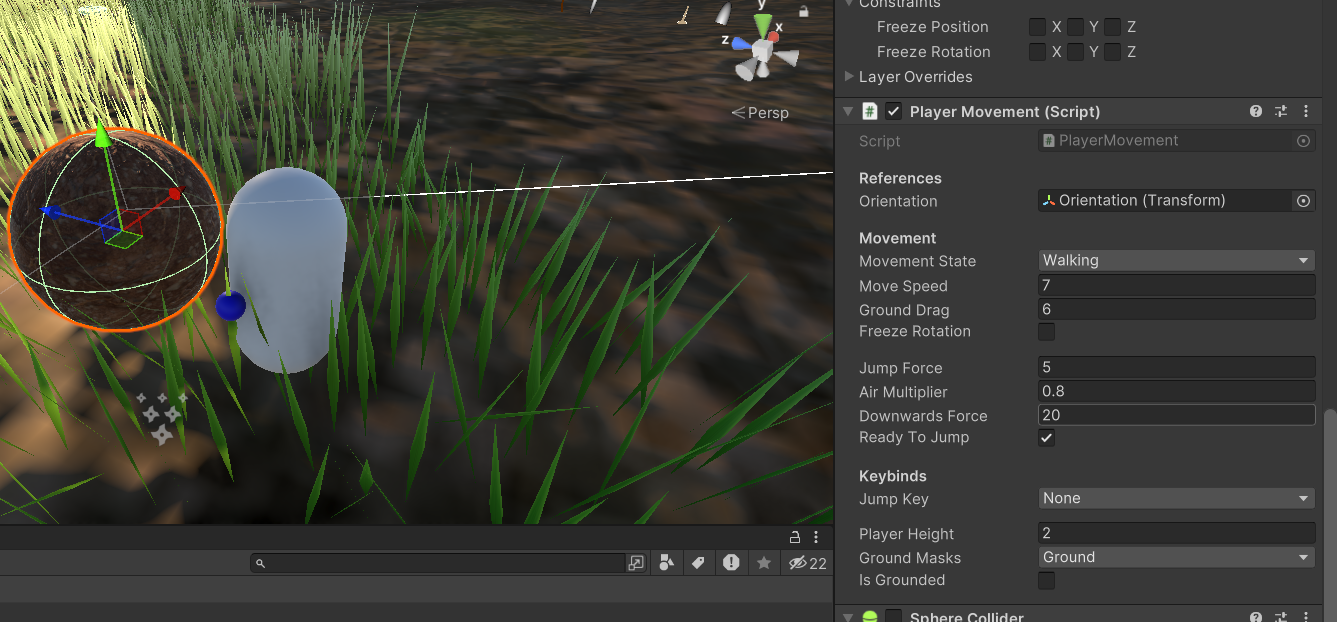 Constraints
Freeze Position X Y Z
Freeze Rotation X Y Z
Layer Overrides
Player Movement (Script)
Script PlayerMovement
References
Orientation Orientation (Transform)
Movement
Movement State Walking
Move Speed 7
Ground Drag 6
Freeze Rotation
Jump Force 5
Air Multiplier 0.8
Downwards Force 20
Ready To Jump
Keybinds
Jump Key None
Player Height 2
Ground Masks Ground
Is Grounded
Sphere Collider
y
x
z
Persp
22